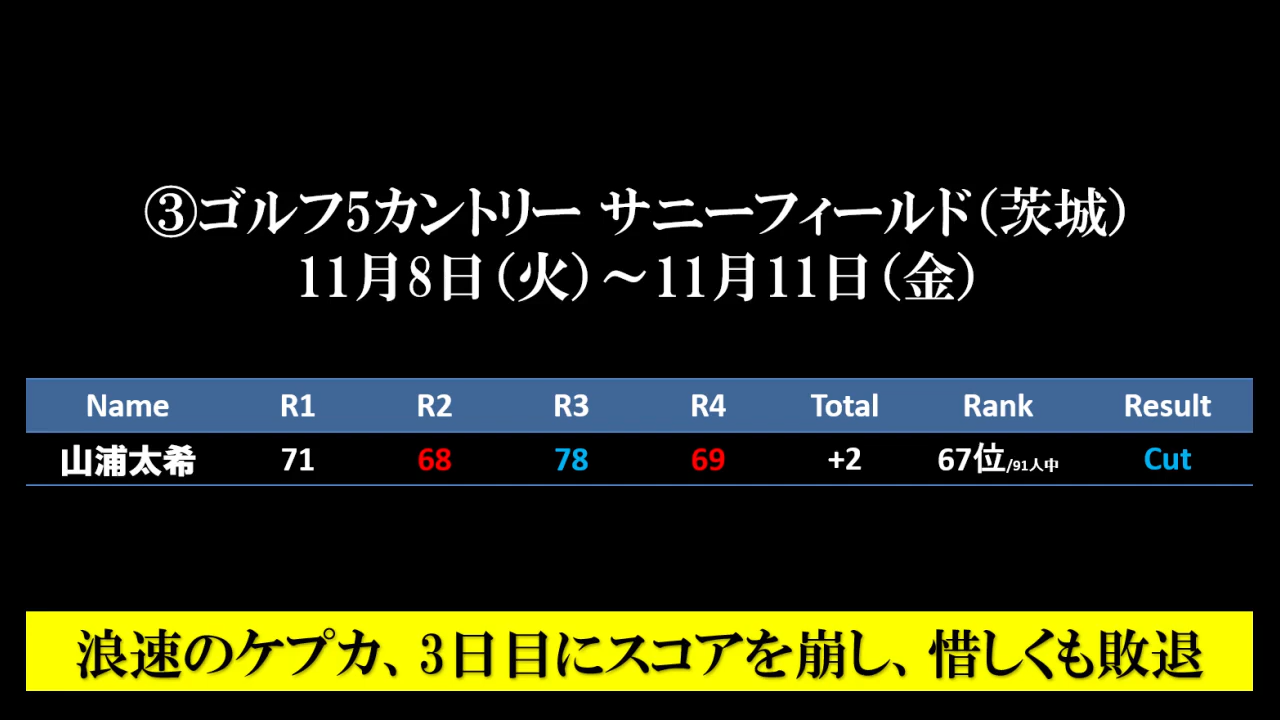 ③ゴルフ5カントリー サニーフィールド（茨城）
11月8日（火）～11月11日（金）
Name R1 R2 R3 R4 Total Rank Result
山浦太希 71 68 78 69 +2 67位/91人中 Cut
浪速のケプカ、3日目にスコアを崩し、惜しくも敗退